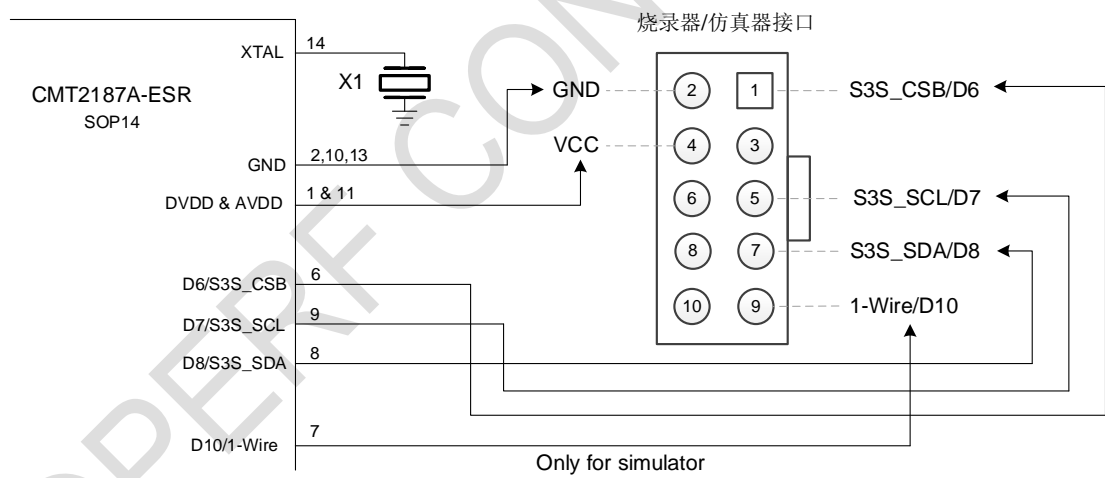 烧录器/仿真器接口
XTAL
14
X1
CMT2187A-ESR
SOP14
GND
2,10,13
DVDD & AVDD
1 & 11
D6/S3S_CSB
6
D7/S3S_SCL
9
D8/S3S_SDA
8
D10/1-Wire
7
GND
2
1
S3S_CSB/D6
VCC
4
3
6
5
S3S_SCL/D7
8
7
S3S_SDA/D8
10
9
1-Wire/D10
Only for simulator
OPERF CON